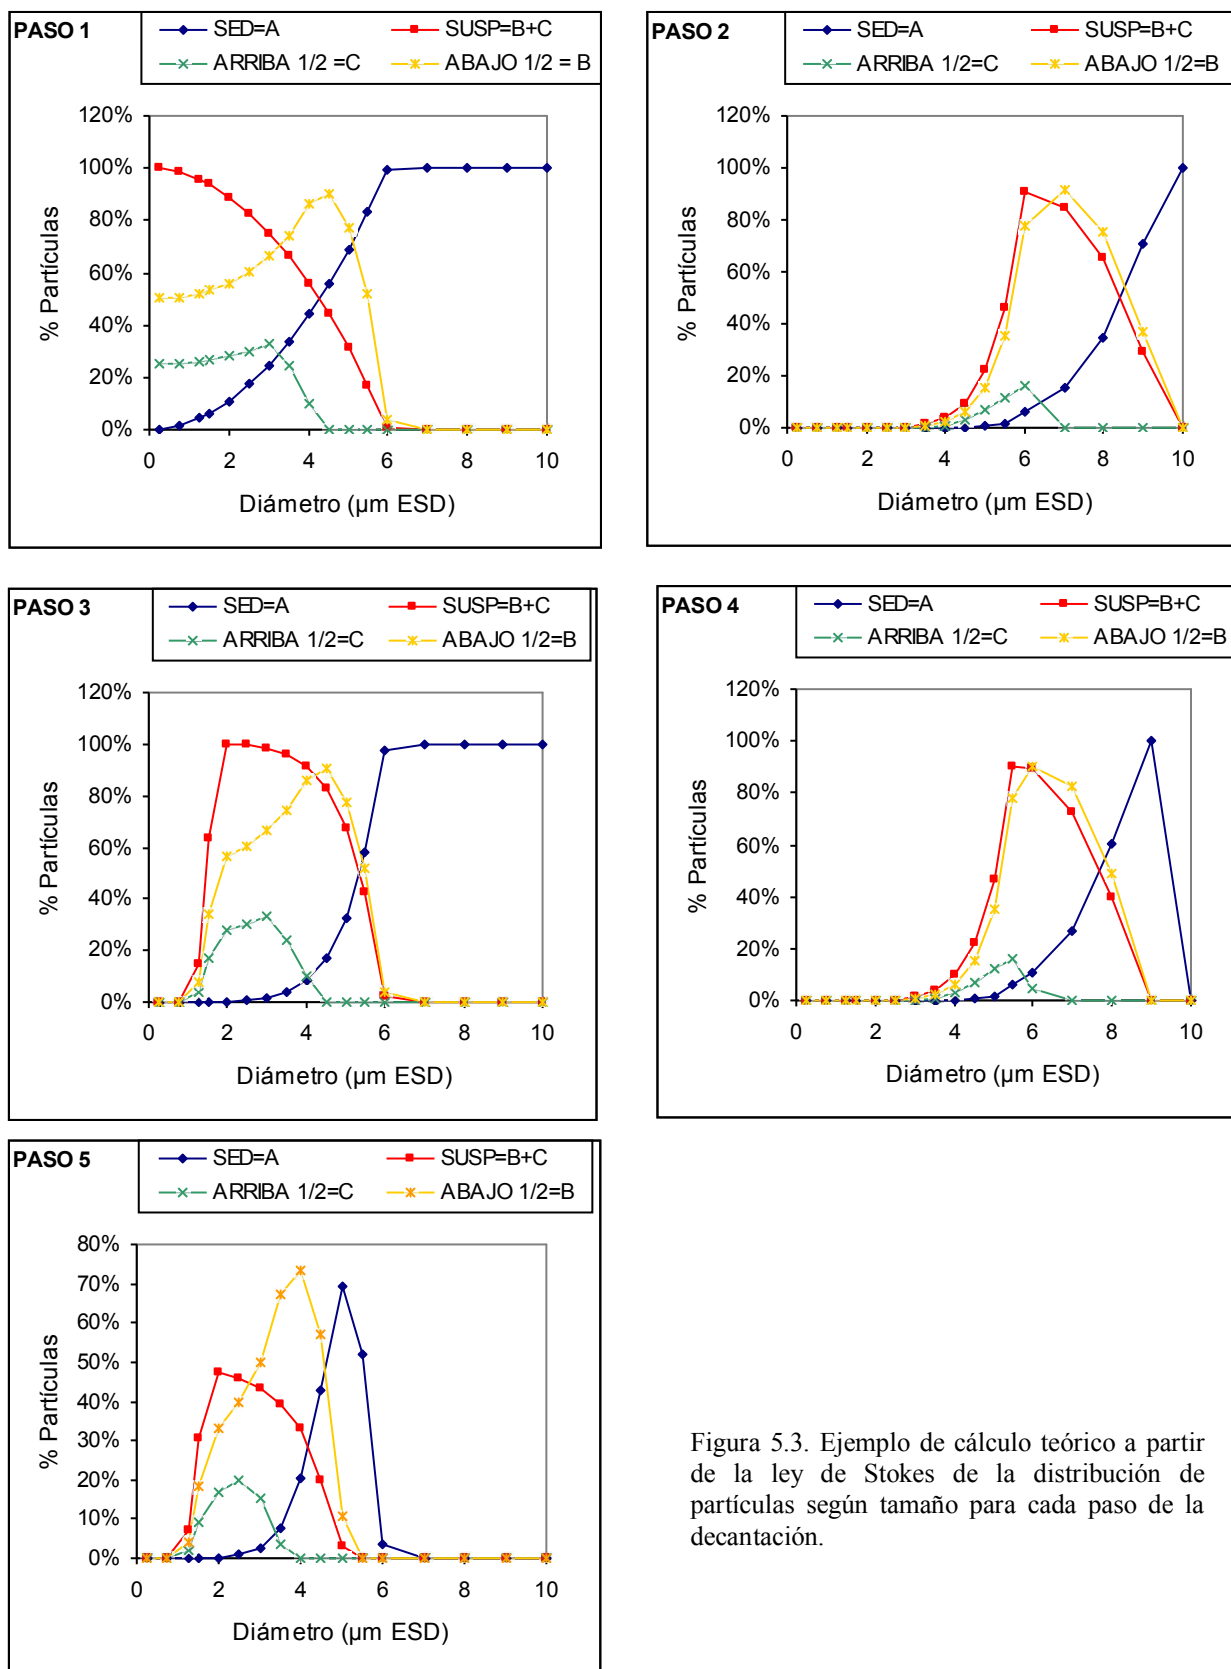 PASO 1
SED=A
SUSP=B+C
ARRIBA 1/2 =C
ABAJO 1/2 = B
120%
100%
80%
60%
40%
20%
0%
% Partículas
0 2 4 6 8 10
Diámetro (µm ESD)
PASO 2
SED=A
SUSP=B+C
ARRIBA 1/2=C
ABAJO 1/2=B
120%
100%
80%
60%
40%
20%
0%
% Partículas
0 2 4 6 8 10
Diámetro (µm ESD)
PASO 3
SED=A
SUSP=B+C
ARRIBA 1/2=C
ABAJO 1/2=B
120%
100%
80%
60%
40%
20%
0%
% Partículas
0 2 4 6 8 10
Diámetro (µm ESD)
PASO 4
SED=A
SUSP=B+C
ARRIBA 1/2=C
ABAJO 1/2=B
120%
100%
80%
60%
40%
20%
0%
% Partículas
0 2 4 6 8 10
Diámetro (µm ESD)
PASO 5
SED=A
SUSP=B+C
ARRIBA 1/2=C
ABAJO 1/2=B
80%
70%
60%
50%
40%
30%
20%
10%
0%
% Partículas
0 2 4 6 8 10
Diámetro (µm ESD)
Figura 5.3. Ejemplo de cálculo teórico a partir
de la ley de Stokes de la distribución de
partículas según tamaño para cada paso de la
decantación.